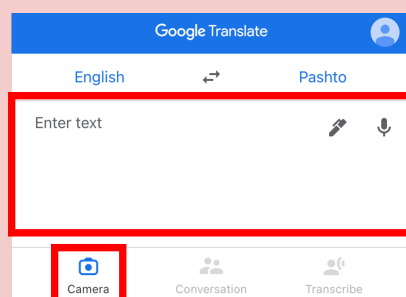 Google Translate
English Pashto
Enter text
Camera Conversation Transcribe